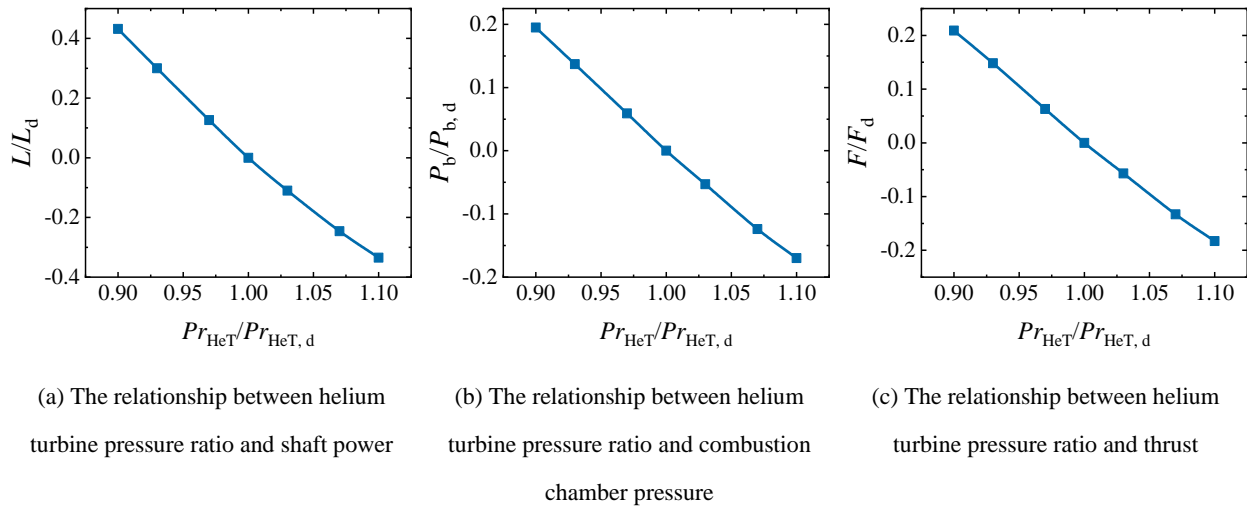 0.4
0.2
0.0
-0.2
-0.4
L/Ld
0.90 0.95 1.00 1.05 1.10
PrHeT/PrHeT, d
(a) The relationship between helium
turbine pressure ratio and shaft power
0.2
0.1
0.0
-0.1
-0.2
Pb/Pb, d
0.90 0.95 1.00 1.05 1.10
PrHeT/PrHeT, d
(b) The relationship between helium
turbine pressure ratio and combustion
chamber pressure
0.2
0.1
0.0
-0.1
-0.2
F/Fd
0.90 0.95 1.00 1.05 1.10
PrHeT/PrHeT, d
(c) The relationship between helium
turbine pressure ratio and thrust